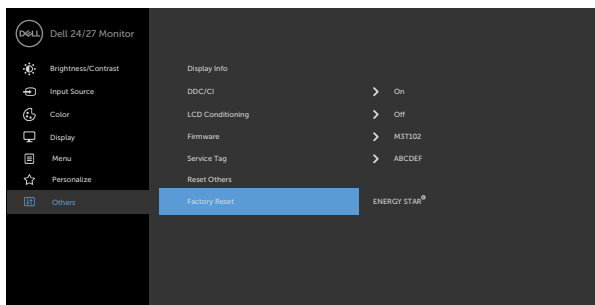 DELL Dell 24/27 Monitor
Brightness/Contrast Display Info
Input Source DDC/CI On
Color LCD Conditioning Off
Display Firmware M3T102
Menu Service Tag ABCDEF
Personalize Reset Others
Others Factory Reset ENERGY STAR®